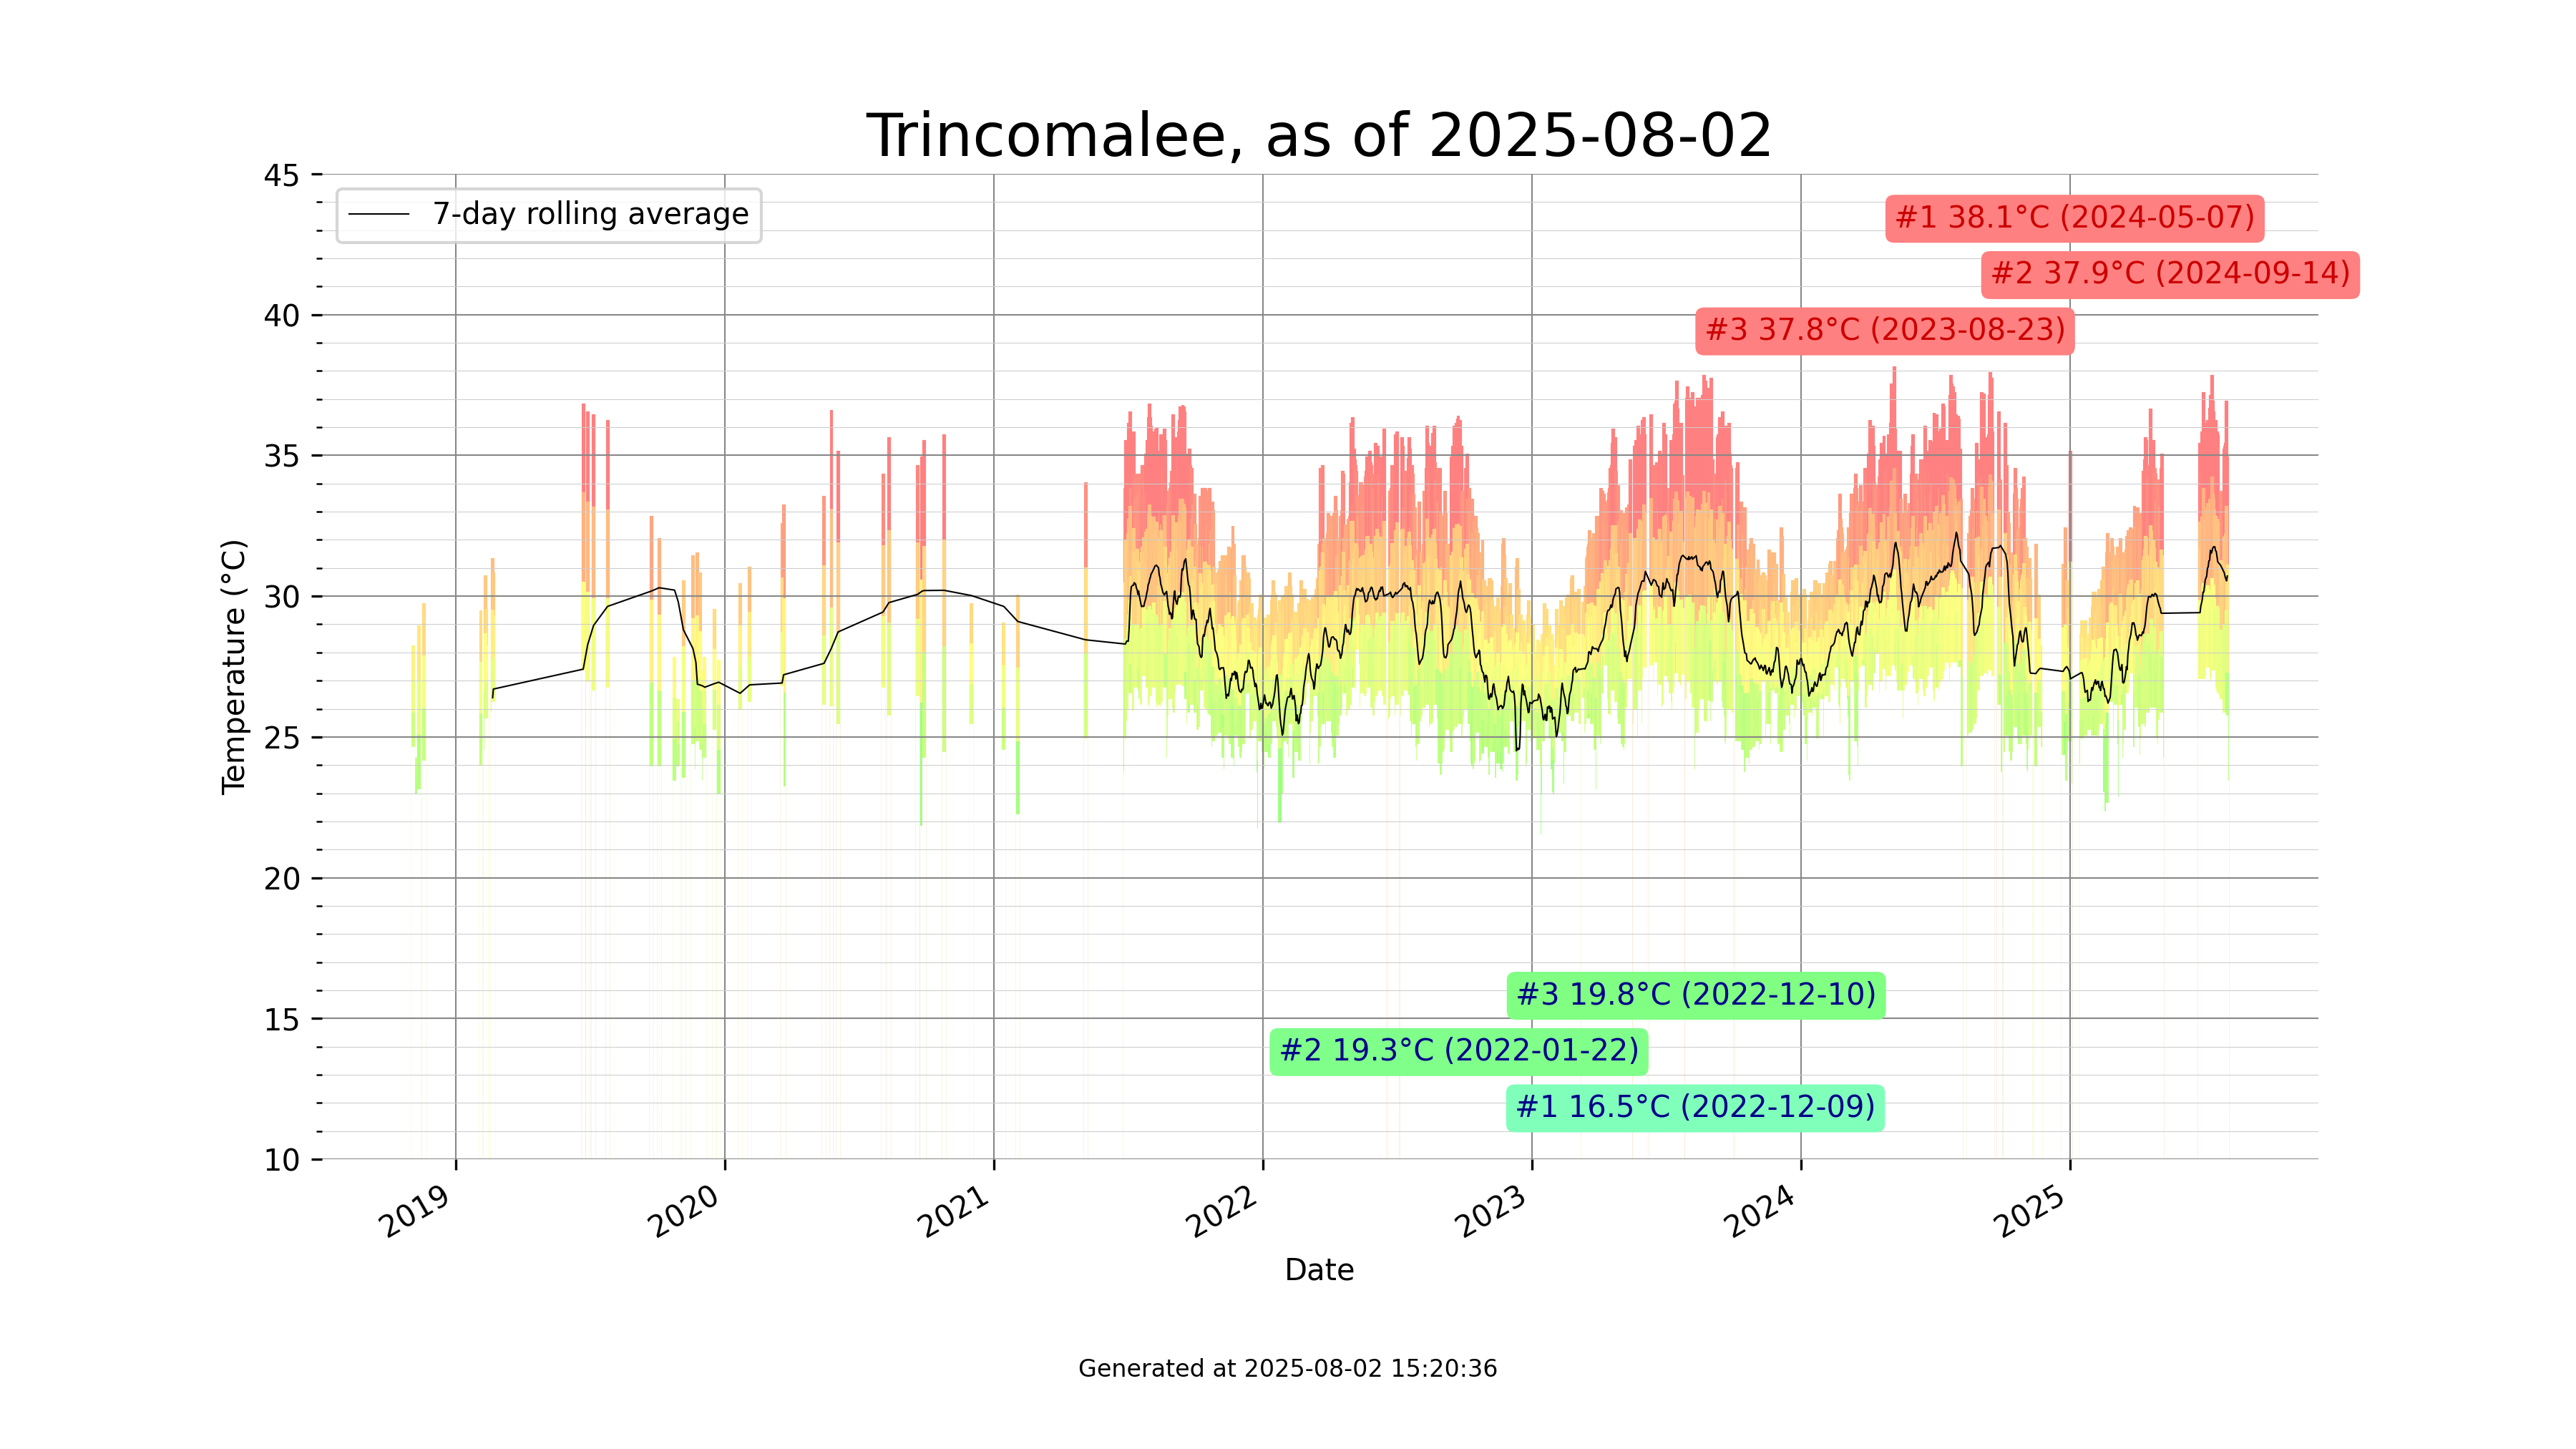 Trincomalee, as of 2025-08-02
45
40
35
30
25
20
15
10
Temperature (°C)
7-day rolling average
#1 38.1°C (2024-05-07)
#2 37.9°C (2024-09-14)
#3 37.8°C (2023-08-23)
#3 19.8°C (2022-12-10)
#2 19.3°C (2022-01-22)
#1 16.5°C (2022-12-09)
2019
2020
2021
2022
2023
2024
2025
Date
Generated at 2025-08-02 15:20:36